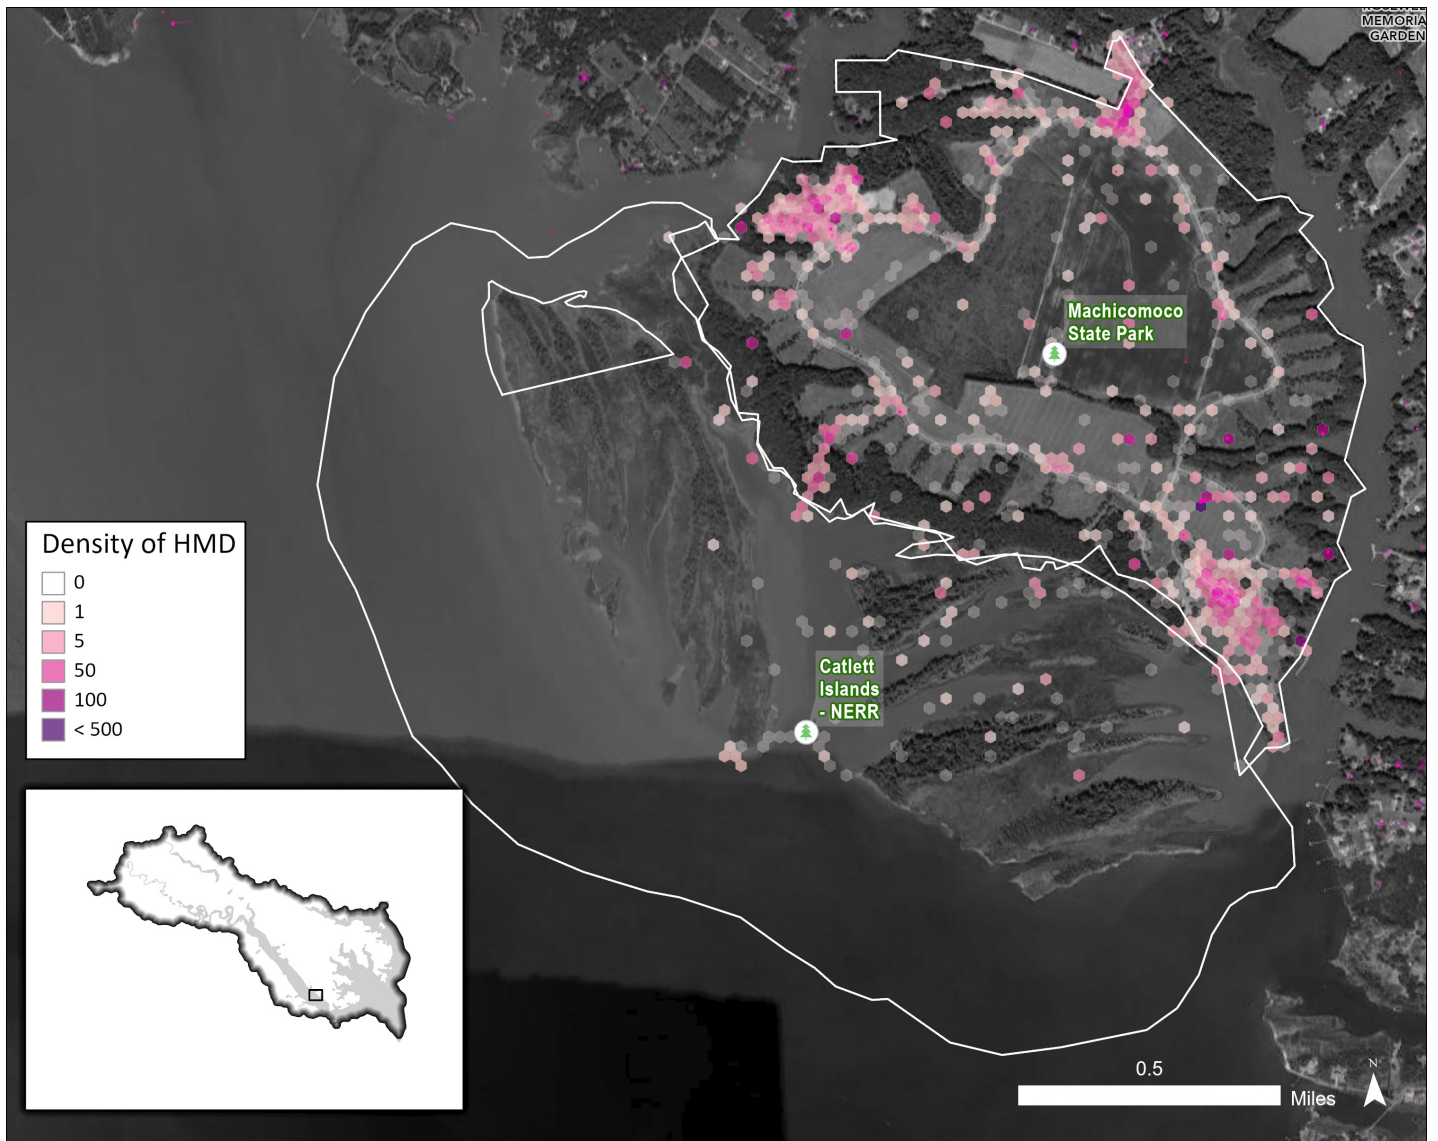 MEMORIA
GARDEN
Machicomoco
State Park
Density of HMD
0
1
5
50
100
< 500
Catlett
Islands
- NERR
0.5
Miles
N